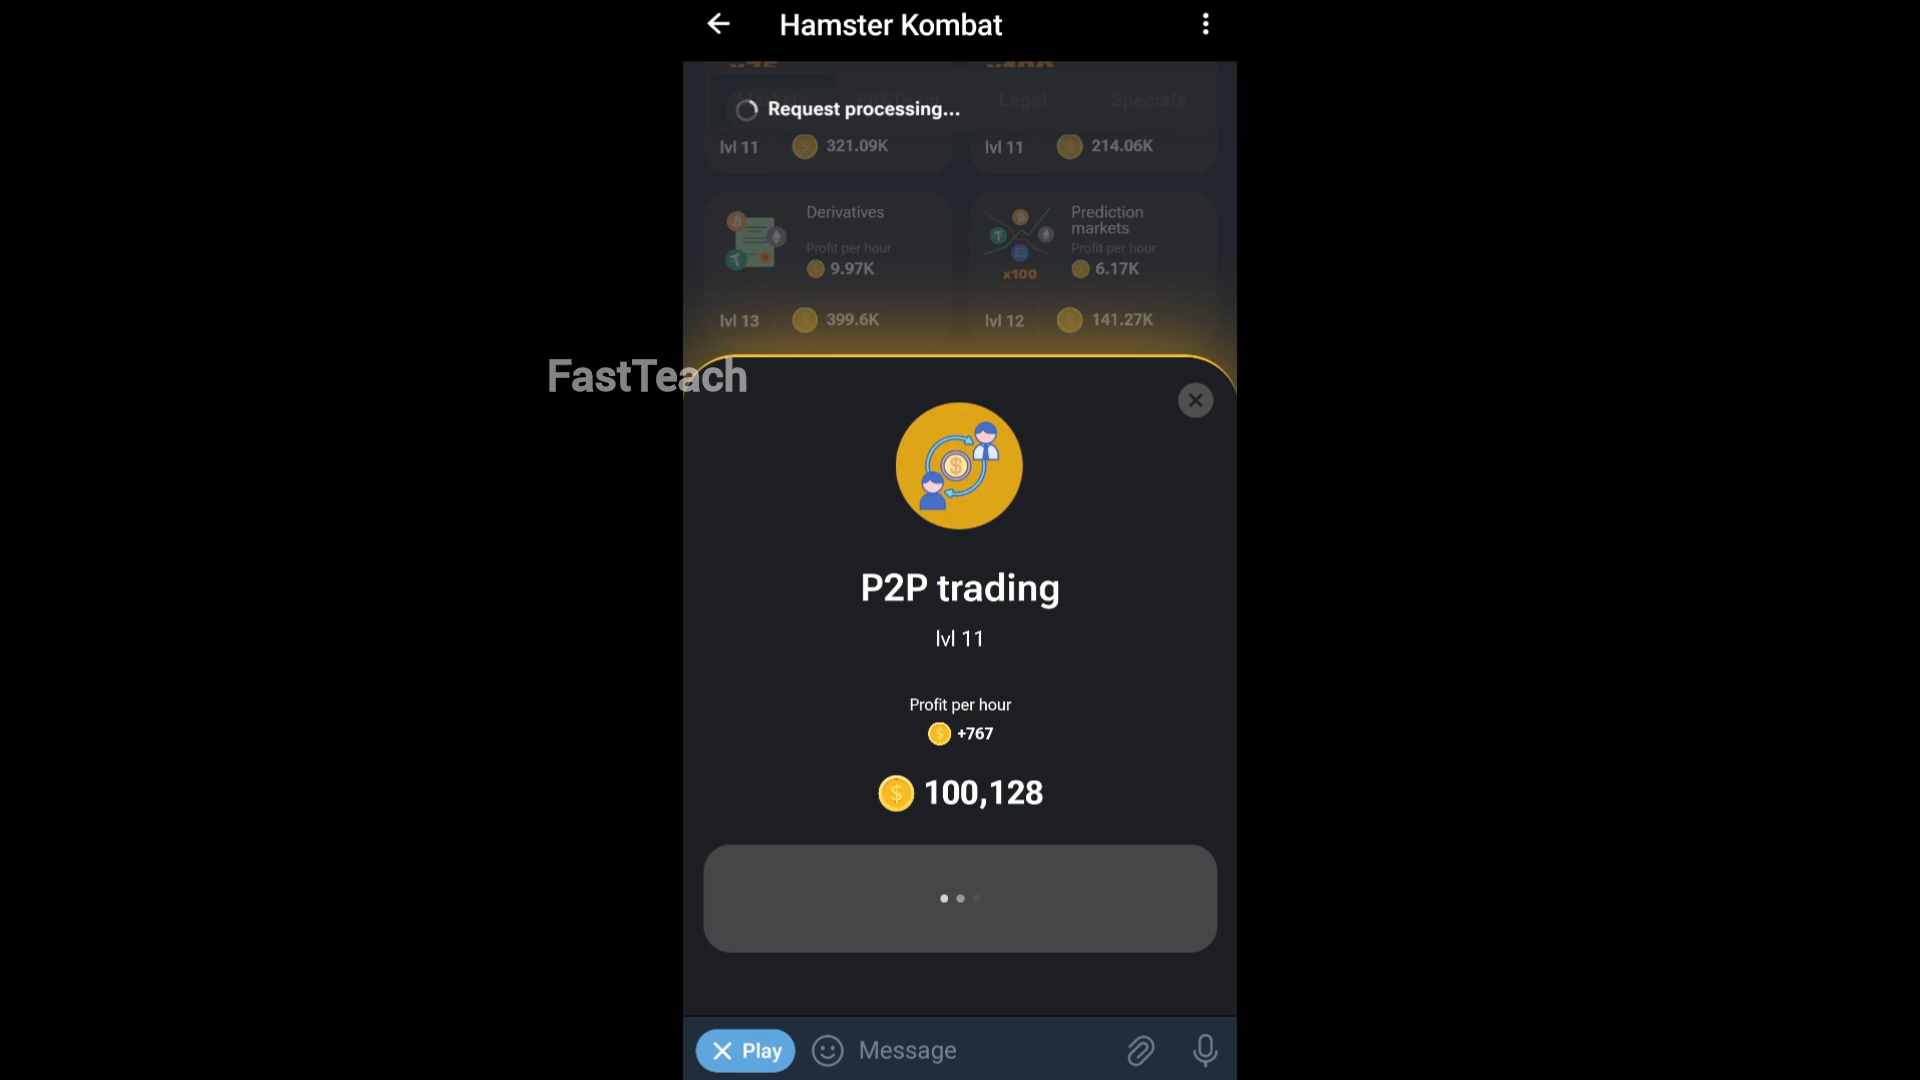 Hamster Kombat
Request processing...
Legal
Specials
lvl 11
321.09K
lvl 11
214.06K
Derivatives
Profit per hour
9.97K
lvl 13
399.6K
Prediction
markets
Profit per hour
6.17K
x100
lvl 12
141.27K
FastTeach
P2P trading
lvl 11
Profit per hour
+767
100,128
Play
Message